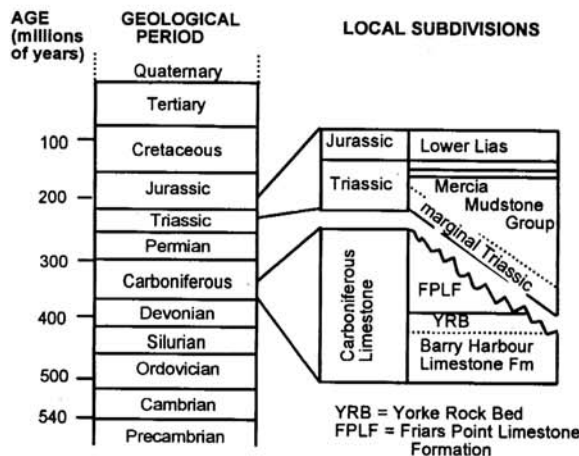 AGE
(millions
of years)
GEOLOGICAL
PERIOD
LOCAL SUBDIVISIONS
Quaternary
Tertiary
100
Cretaceous
Jurassic
200
Triassic
Permian
300
Carboniferous
Devonian
400
Silurian
Ordovician
500
Cambrian
540
Precambrian
Jurassic
Lower Lias
Triassic
Mercia
Mudstone
Group
marginal Triassic
Carboniferous
Limestone
FPLF
YRB
Barry Harbour
Limestone Fm
YRB = Yorke Rock Bed
FPLF = Friars Point Limestone
Formation